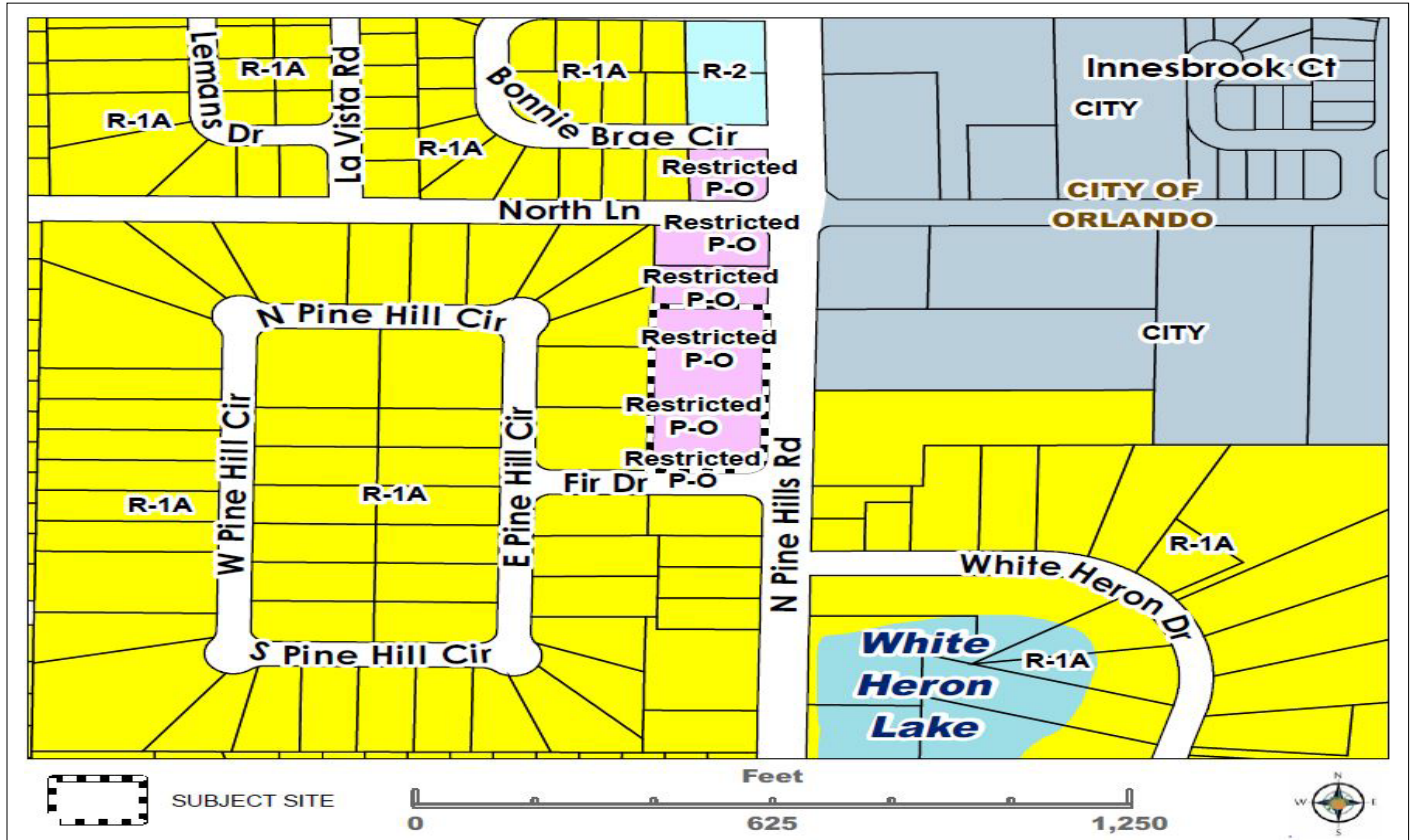 Lemans Dr
R-1A
La Vista Rd
R-1A
Bonnie Brae Cir
R-1A
R-1A
R-2
Innesbrook Ct
CITY
CITY OF
ORLANDO
Restricted
P-O
North Ln
Restricted
P-O
Restricted
P-O
N Pine Hill Cir
Restricted
P-O
CITY
Restricted
P-O
W Pine Hill Cir
E Pine Hill Cir
R-1A
R-1A
Restricted
P-O
Fir Dr
N Pine Hills Rd
R-1A
White Heron Dr
S Pine Hill Cir
White
Heron
Lake
R-1A
SUBJECT SITE
Feet
0
625
1,250
N
W
E
S